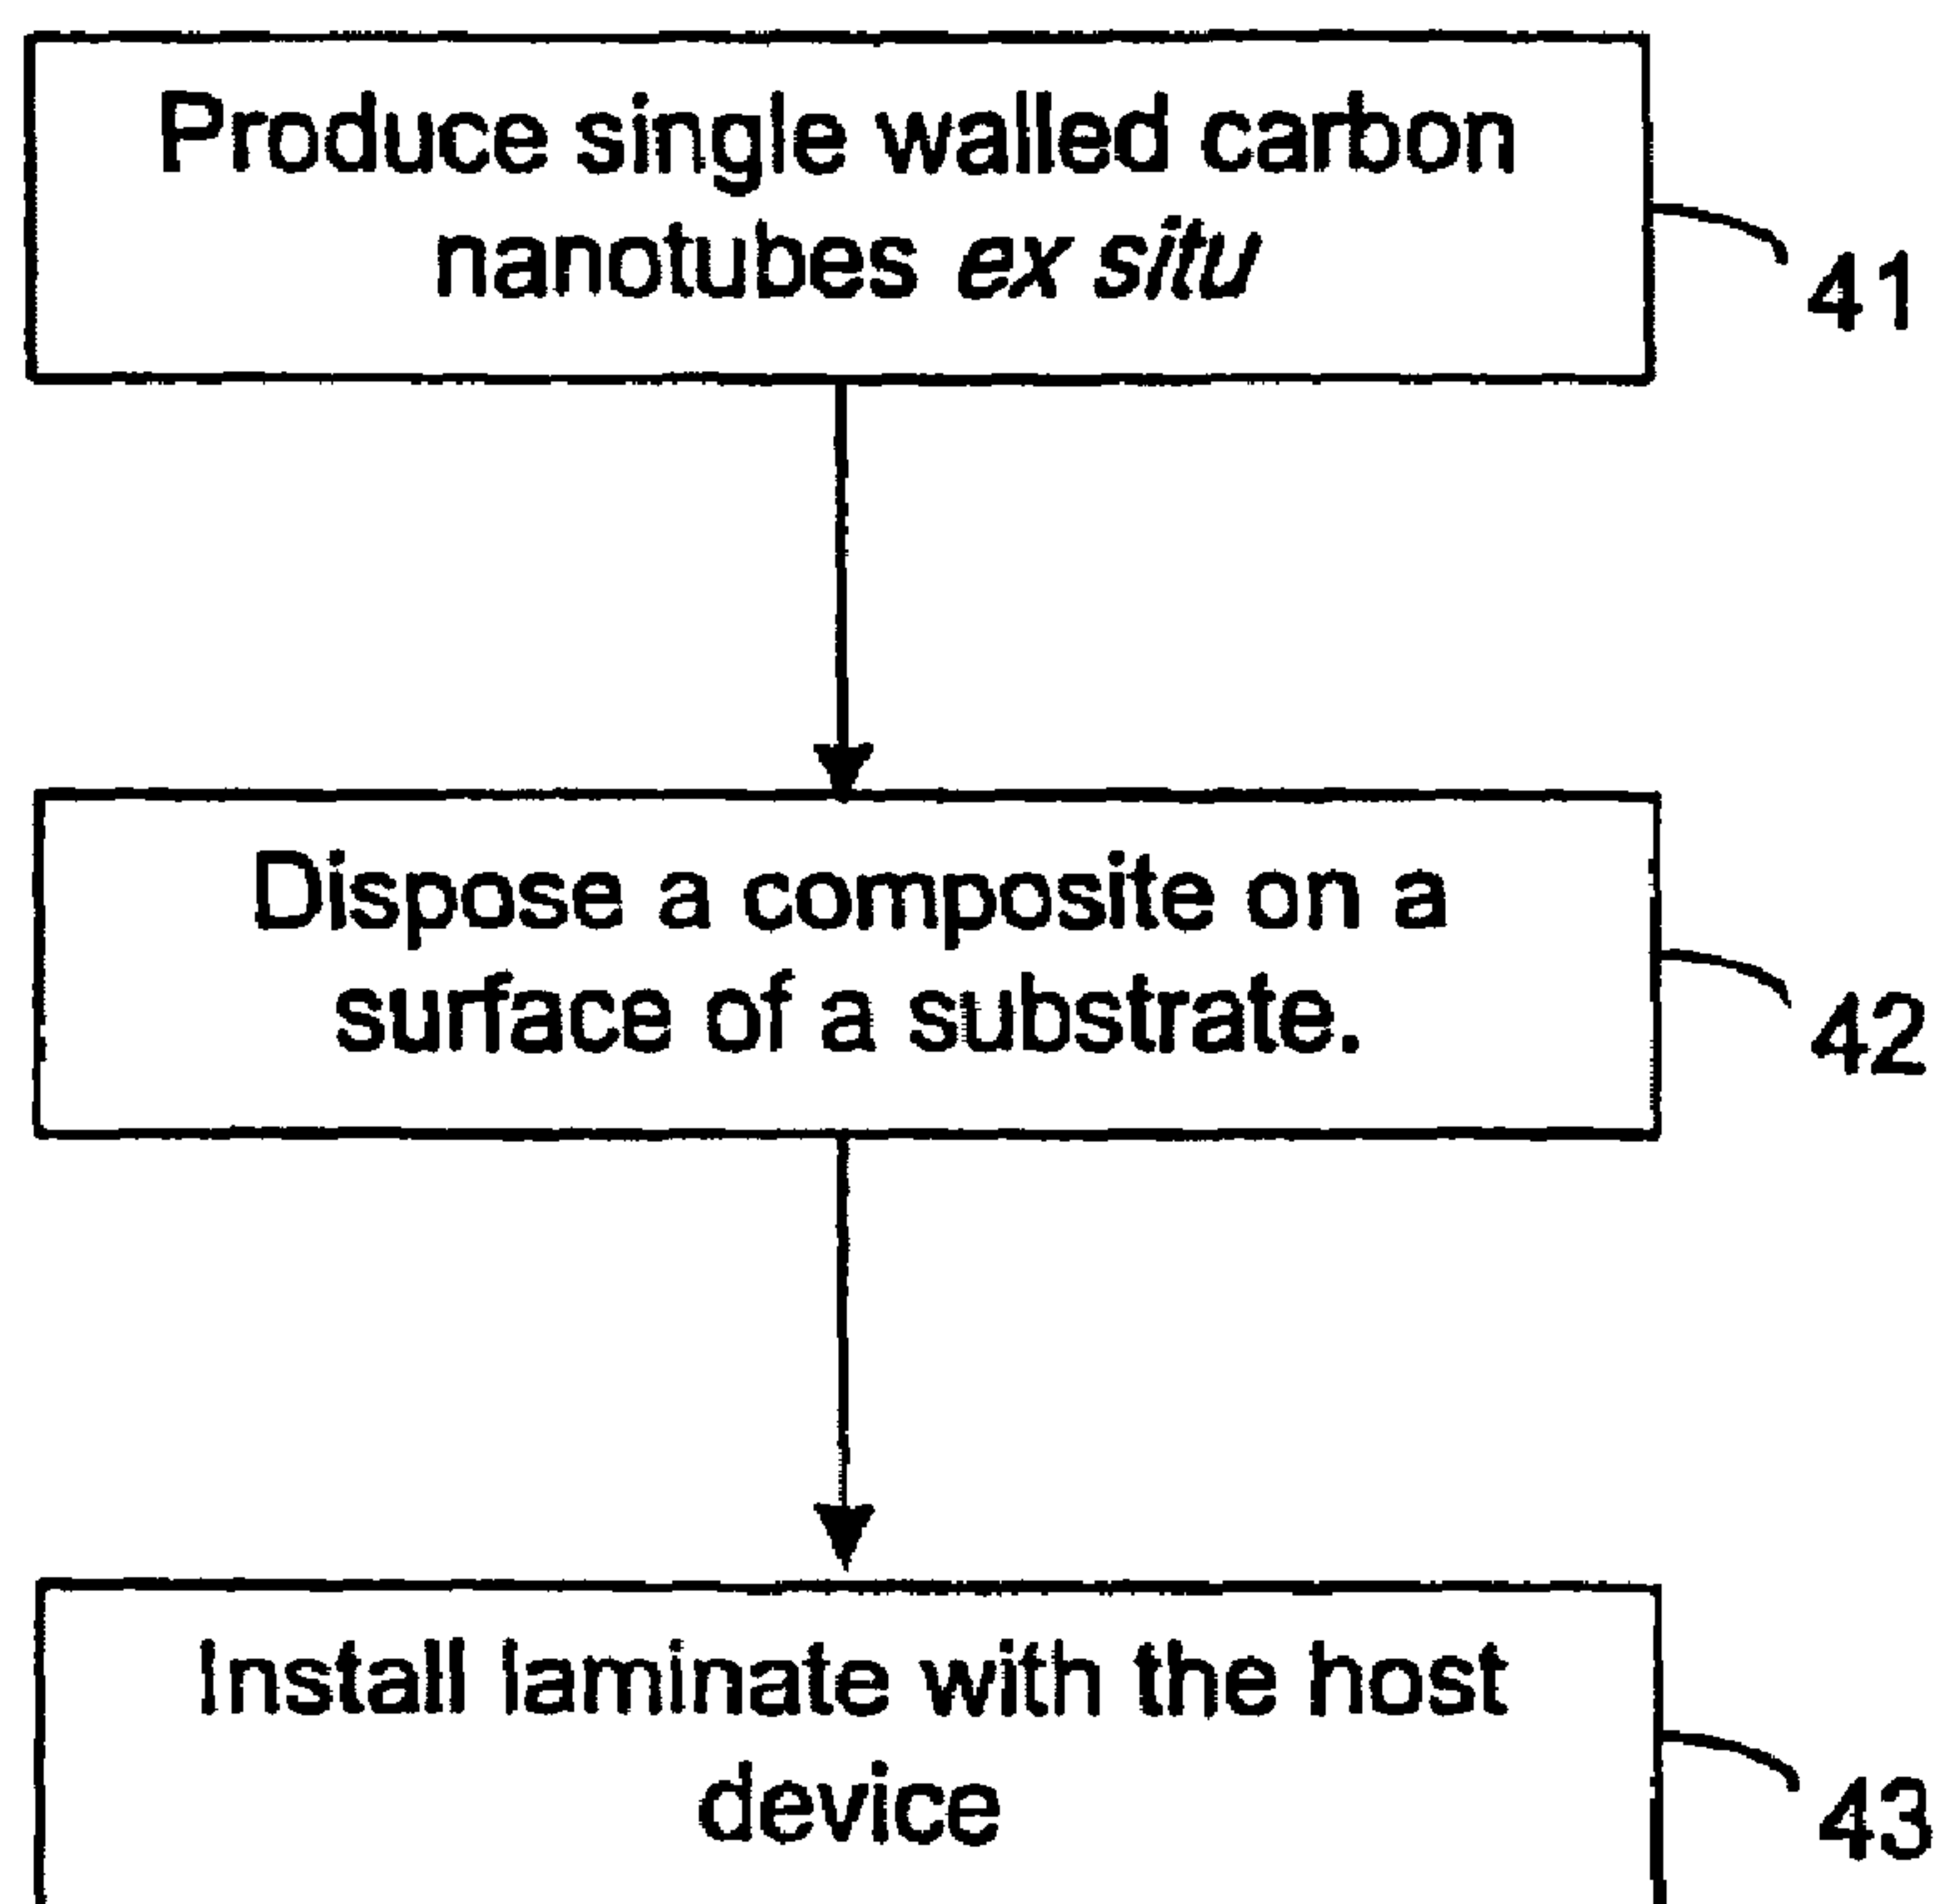 Produce single walled carbon
nanotubes ex situ
41
Dispose a composite on a
surface of a substrate.
42
Install laminate with the host
device
43